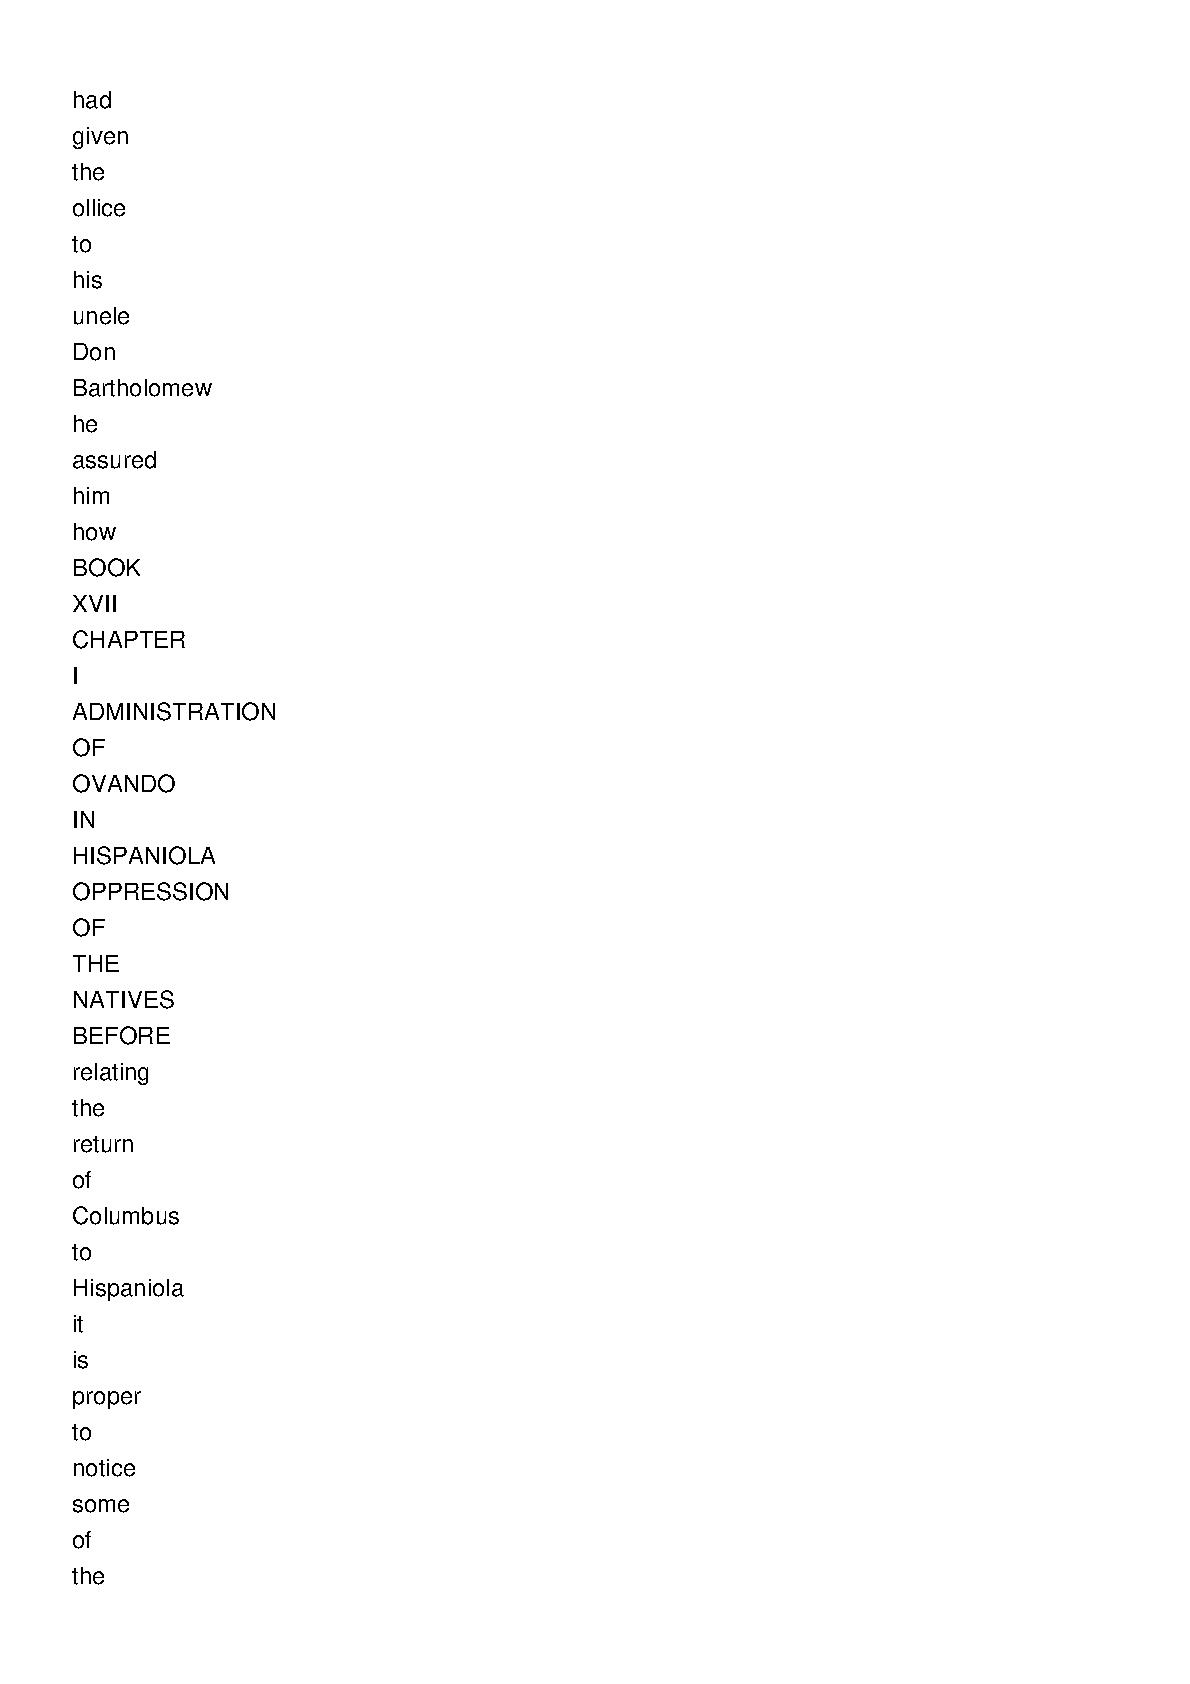 had
given
the
ollice
to
his
unele
Don
Bartholomew
he
assured
him
how
BOOK
XVII
CHAPTER
I
ADMINISTRATION
OF
OVANDO
IN
HISPANIOLA
OPPRESSION
OF
THE
NATIVES
BEFORE
relating
the
return
of
Columbus
to
Hispaniola
it
is
proper
to
notice
some
of
the